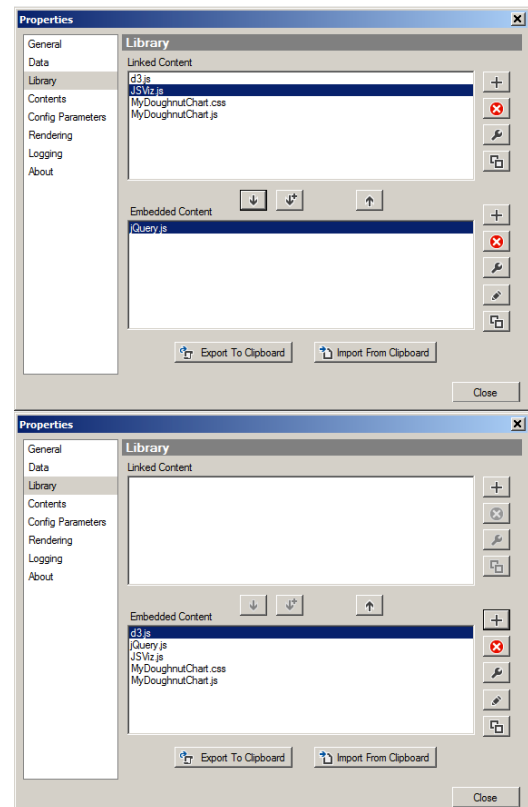 Properties
General
Data
Library
Contents
Config Parameters
Rendering
Logging
About
Library
Linked Content
d3.js
JSViz.js
MyDoughnutChart.css
MyDoughnutChart.js
Embedded Content
jQuery.js
Export To Clipboard
Import From Clipboard
Close
Properties
General
Data
Library
Contents
Config Parameters
Rendering
Logging
About
Library
Linked Content
Embedded Content
d3.js
jQuery.js
JSViz.js
MyDoughnutChart.css
MyDoughnutChart.js
Export To Clipboard
Import From Clipboard
Close